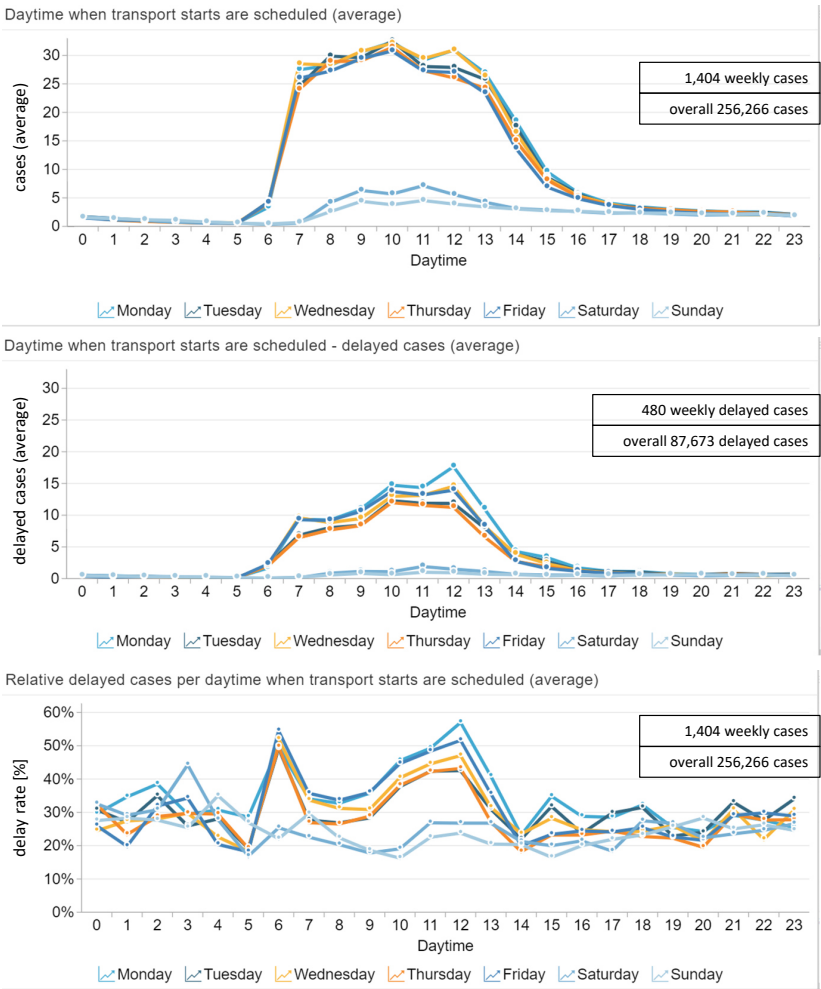 Daytime when transport starts are scheduled (average)
cases (average)
30
25
20
15
10
5
0
1,404 weekly cases
overall 256,266 cases
0 1 2 3 4 5 6 7 8 9 10 11 12 13 14 15 16 17 18 19 20 21 22 23
Daytime
Monday Tuesday Wednesday Thursday Friday Saturday Sunday
Daytime when transport starts are scheduled - delayed cases (average)
delayed cases (average)
30
25
20
15
10
5
0
480 weekly delayed cases
overall 87,673 delayed cases
0 1 2 3 4 5 6 7 8 9 10 11 12 13 14 15 16 17 18 19 20 21 22 23
Daytime
Monday Tuesday Wednesday Thursday Friday Saturday Sunday
Relative delayed cases per daytime when transport starts are scheduled (average)
delay rate [%]
60%
50%
40%
30%
20%
10%
0%
1,404 weekly cases
overall 256,266 cases
0 1 2 3 4 5 6 7 8 9 10 11 12 13 14 15 16 17 18 19 20 21 22 23
Daytime
Monday Tuesday Wednesday Thursday Friday Saturday Sunday